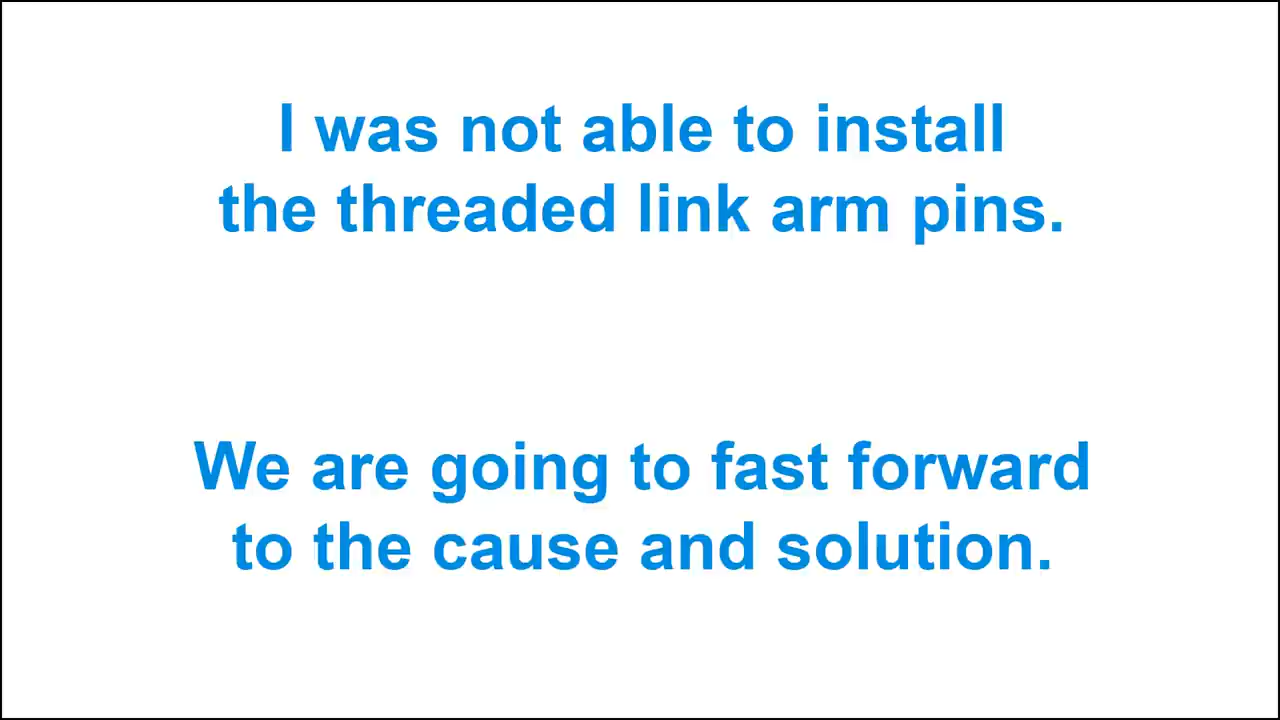 I was not able to install
the threaded link arm pins.
We are going to fast forward
to the cause and solution.